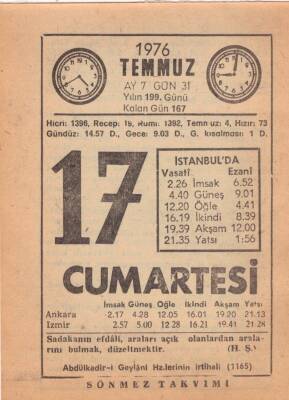 1976
TEMMUZ
AY 7 GÜN 31
Yılın 199. Günü
Kalan Gün 167
Hicri: 1396, Recep: 19, Rumi: 1392, Temmuz: 4, Hızır: 73
Gündüz: 14.57 D., Gece: 9.03 D., G. kısalması: 1 D.
17
İSTANBUL'DA
Vasatî Ezanî
2.26 İmsak 6.52
4.40 Güneş 9.01
12.20 Öğle 4.41
16.19 İkindi 8.39
19.39 Akşam 12.00
21.35 Yatsı 1:56
CUMARTESİ
İmsak Güneş Öğle İkindi Akşam Yatsı
Ankara 2.17 4.28 12.05 16.01 19.20 21.13
İzmir 2.57 5.00 12.28 16.21 19.41 21.28
Sadakanın efdâli, araları açık olanlardan arala-
rını bulmak, düzeltmektir. (H. Ş.)
Abdülkadir-i Geylâni Hz.lerinin irtihali (1165)
SÖNMEZ TAKVİMİ